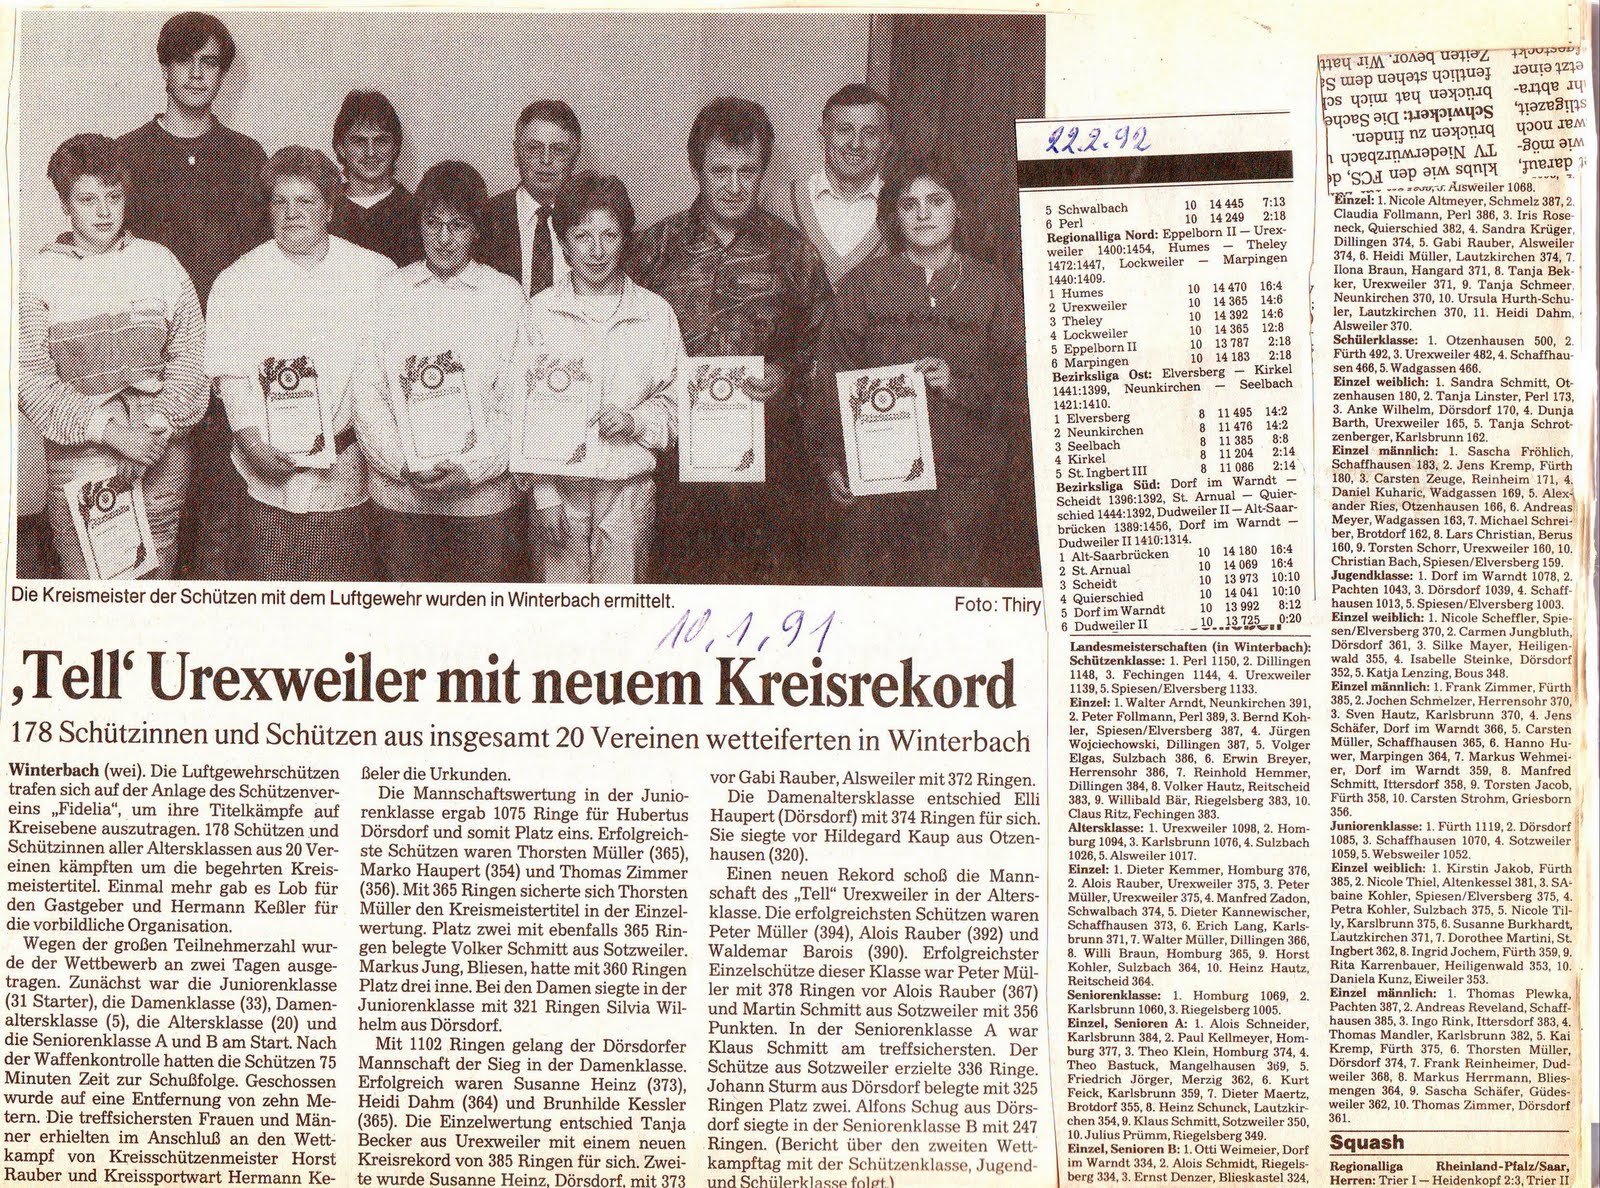 Die Kreismeister der Schützen mit dem Luftgewehr wurden in Winterbach ermittelt.
Foto: Thiry
10.1.91
‚Tell‘ Urexweiler mit neuem Kreisrekord
178 Schützinnen und Schützen aus insgesamt 20 Vereinen wetteiferten in Winterbach
Winterbach (wei). Die Luftgewehrschützen
trafen sich auf der Anlage des Schützenver-
eins „Fidelia“, um ihre Titelkämpfe auf
Kreisebene auszutragen. 178 Schützen und
Schützinnen aller Altersklassen aus 20 Ver-
einen kämpften um die begehrten Kreis-
meistertitel. Einmal mehr gab es Lob für
den Gastgeber und Hermann Keßler für
die vorbildliche Organisation.
Wegen der großen Teilnehmerzahl wur-
de der Wettbewerb an zwei Tagen ausge-
tragen. Zunächst war die Juniorenklasse
(31 Starter), die Damenklasse (33), Damen-
altersklasse (5), die Altersklasse (20) und
die Seniorenklasse A und B am Start. Nach
der Waffenkontrolle hatten die Schützen 75
Minuten Zeit zur Schußfolge. Geschossen
wurde auf eine Entfernung von zehn Me-
tern. Die treffsichersten Frauen und Män-
ner erhielten im Anschluß an den Wett-
kampf von Kreisschützenmeister Horst
Rauber und Kreissportwart Hermann Ke-
ßeler die Urkunden.
Die Mannschaftswertung in der Junio-
renklasse ergab 1075 Ringe für Hubertus
Dörsdorf und somit Platz eins. Erfolgreich-
ste Schützen waren Thorsten Müller (365),
Marko Haupert (354) und Thomas Zimmer
(356). Mit 365 Ringen sicherte sich Thorsten
Müller den Kreismeistertitel in der Einzel-
wertung. Platz zwei mit ebenfalls 365 Rin-
gen belegte Volker Schmitt aus Sotzweiler.
Markus Jung, Bliesen, hatte mit 360 Ringen
Platz drei inne. Bei den Damen siegte in der
Juniorenklasse mit 321 Ringen Silvia Wil-
helm aus Dörsdorf.
Mit 1102 Ringen gelang der Dörsdorfer
Mannschaft der Sieg in der Damenklasse.
Erfolgreich waren Susanne Heinz (373),
Heidi Dahm (364) und Brunhilde Kessler
(365). Die Einzelwertung entschied Tanja
Becker aus Urexweiler mit einem neuen
Kreisrekord von 385 Ringen für sich. Zwei-
te wurde Susanne Heinz, Dörsdorf, mit 373
vor Gabi Rauber, Alsweiler mit 372 Ringen.
Die Damenaltersklasse entschied Elli
Haupert (Dörsdorf) mit 374 Ringen für sich.
Sie siegte vor Hildegard Kaup aus Otzen-
hausen (320).
Einen neuen Rekord schoß die Mann-
schaft des „Tell“ Urexweiler in der Alters-
klasse. Die erfolgreichsten Schützen waren
Peter Müller (394), Alois Rauber (392) und
Waldemar Barois (390). Erfolgreichster
Einzelschütze dieser Klasse war Peter Mül-
ler mit 378 Ringen vor Alois Rauber (367)
und Martin Schmitt aus Sotzweiler mit 356
Punkten. In der Seniorenklasse A war
Klaus Schmitt am treffsichersten. Der
Schütze aus Sotzweiler erzielte 336 Ringe.
Johann Sturm aus Dörsdorf belegte mit 325
Ringen Platz zwei. Alfons Schug aus Dörs-
dorf siegte in der Seniorenklasse B mit 247
Ringen. (Bericht über den zweiten Wett-
kampftag mit der Schützenklasse, Jugend-
und Schülerklasse folgt.)
22.2.92
5 Schwalbach 10 14 445 7:13
6 Perl 10 14 249 2:18
Regionalliga Nord: Eppelborn II — Urex-
weiler 1400:1454, Humes — Theley
1472:1447, Lockweiler — Marpingen
1440:1409.
1 Humes 10 14 470 16:4
2 Urexweiler 10 14 365 14:6
3 Theley 10 14 392 14:6
4 Lockweiler 10 14 365 12:8
5 Eppelborn II 10 13 787 2:18
6 Marpingen 10 14 183 2:18
Bezirksliga Ost: Elversberg — Kirkel
1441:1399, Neunkirchen — Seelbach
1421:1410.
1 Elversberg 8 11 495 14:2
2 Neunkirchen 8 11 476 14:2
3 Seelbach 8 11 385 8:8
4 Kirkel 8 11 204 2:14
5 St. Ingbert III 8 11 086 2:14
Bezirksliga Süd: Dorf im Warndt —
Scheidt 1396:1392, St. Arnual — Quier-
schied 1444:1392, Dudweiler II — Alt-Saar-
brücken 1389:1456, Dorf im Warndt —
Dudweiler II 1410:1314.
1 Alt-Saarbrücken 10 14 180 16:4
2 St. Arnual 10 14 069 16:4
3 Scheidt 10 13 973 10:10
4 Quierschied 10 14 041 10:10
5 Dorf im Warndt 10 13 992 8:12
6 Dudweiler II 10 13 725 0:20
Landesmeisterschaften (in Winterbach):
Schützenklasse: 1. Perl 1150, 2. Dillingen
1148, 3. Fechingen 1144, 4. Urexweiler
1139, 5. Spiesen/Elversberg 1133.
Einzel: 1. Walter Arndt, Neunkirchen 391,
2. Peter Follmann, Perl 389, 3. Bernd Koh-
ler, Spiesen/Elversberg 387, 4. Jürgen
Wojciechowski, Dillingen 387, 5. Volger
Elgas, Sulzbach 386, 6. Erwin Breyer,
Herrensohr 386, 7. Reinhold Hemmer,
Dillingen 384, 8. Volker Hautz, Reitscheid
383, 9. Willibald Bär, Riegelsberg 383, 10.
Claus Ritz, Fechingen 383.
Altersklasse: 1. Urexweiler 1098, 2. Hom-
burg 1094, 3. Karlsbrunn 1076, 4. Sulzbach
1026, 5. Alsweiler 1017.
Einzel: 1. Dieter Kemmer, Homburg 376,
2. Alois Rauber, Urexweiler 375, 3. Peter
Müller, Urexweiler 375, 4. Manfred Zadon,
Schwalbach 374, 5. Dieter Kannewischer,
Schaffhausen 373, 6. Erich Lang, Karls-
brunn 371, 7. Walter Müller, Dillingen 366,
8. Willi Braun, Homburg 365, 9. Horst
Kohler, Sulzbach 364, 10. Heinz Hautz,
Reitscheid 364.
Seniorenklasse: 1. Homburg 1069, 2.
Karlsbrunn 1060, 3. Riegelsberg 1005.
Einzel, Senioren A: 1. Alois Schneider,
Karlsbrunn 384, 2. Paul Kellmeyer, Hom-
burg 377, 3. Theo Klein, Homburg 374, 4.
Theo Bastuck, Mangelhausen 369, 5.
Friedrich Jörger, Merzig 362, 6. Kurt
Feick, Karlsbrunn 359, 7. Dieter Maertz,
Brotdorf 355, 8. Heinz Schunck, Lautzkir-
chen 354, 9. Klaus Schmitt, Sotzweiler 350,
10. Julius Prümm, Riegelsberg 349.
Einzel, Senioren B: 1. Otti Weimeier, Dorf
im Warndt 334, 2. Alois Schmidt, Riegels-
berg 334, 3. Ernst Denzer, Blieskastel 324,
klubs wie den FCS,
TV Niederwürzbach
brücken zu finden.
Schwickert: Die Sache
brücken hat mich
fentlich stehen dem
Zeiten bevor. Wir
darauf,
wie mög-
war noch
stigazeit,
abtra-
etzt einer
Alsweiler 1068.
Einzel: 1. Nicole Altmeyer, Schmelz 387, 2.
Claudia Follmann, Perl 386, 3. Iris Rose-
neck, Quierschied 382, 4. Sandra Krüger,
Dillingen 374, 5. Gabi Rauber, Alsweiler
374, 6. Heidi Müller, Lautzkirchen 374, 7.
Ilona Braun, Hangard 371, 8. Tanja Bek-
ker, Urexweiler 371, 9. Tanja Schmeer,
Neunkirchen 370, 10. Ursula Hurth-Schu-
ler, Lautzkirchen 370, 11. Heidi Dahm,
Alsweiler 370.
Schülerklasse: 1. Otzenhausen 500, 2.
Fürth 492, 3. Urexweiler 482, 4. Schaffhau-
sen 466, 5. Wadgassen 466.
Einzel weiblich: 1. Sandra Schmitt, Ot-
zenhausen 180, 2. Tanja Linster, Perl 173,
3. Anke Wilhelm, Dörsdorf 170, 4. Dunja
Barth, Urexweiler 165, 5. Tanja Schrot-
zenberger, Karlsbrunn 162.
Einzel männlich: 1. Sascha Fröhlich,
Schaffhausen 183, 2. Jens Kremp, Fürth
180, 3. Carsten Zeuge, Reinheim 171, 4.
Daniel Kuharic, Wadgassen 169, 5. Alex-
ander Ries, Otzenhausen 166, 6. Andreas
Meyer, Wadgassen 163, 7. Michael Schrei-
ber, Brotdorf 162, 8. Lars Christian, Berus
160, 9. Torsten Schorr, Urexweiler 160, 10.
Christian Bach, Spiesen/Elversberg 159.
Jugendklasse: 1. Dorf im Warndt 1078, 2.
Pachten 1043, 3. Dörsdorf 1039, 4. Schaff-
hausen 1013, 5. Spiesen/Elversberg 1003.
Einzel weiblich: 1. Nicole Scheffler, Spie-
sen/Elversberg 370, 2. Carmen Jungbluth,
Dörsdorf 361, 3. Silke Mayer, Heiligen-
wald 355, 4. Isabelle Steinke, Dörsdorf
352, 5. Katja Lenzing, Bous 348.
Einzel männlich: 1. Frank Zimmer, Fürth
385, 2. Jochen Schmelzer, Herrensohr 370,
3. Sven Hautz, Karlsbrunn 370, 4. Jens
Schäfer, Dorf im Warndt 366, 5. Carsten
Müller, Schaffhausen 365, 6. Hanno Hu-
wer, Marpingen 364, 7. Markus Wehmei-
er, Dorf im Warndt 359, 8. Manfred
Schmitt, Ittersdorf 358, 9. Torsten Jacob,
Fürth 358, 10. Carsten Strohm, Griesborn
356.
Juniorenklasse: 1. Fürth 1119, 2. Dörsdorf
1085, 3. Schaffhausen 1070, 4. Sotzweiler
1059, 5. Websweiler 1052.
Einzel weiblich: 1. Kirstin Jakob, Fürth
385, 2. Nicole Thiel, Altenkessel 381, 3. SA-
baine Kohler, Spiesen/Elversberg 375, 4.
Petra Kohler, Sulzbach 375, 5. Nicole Til-
ly, Karslbrunn 375, 6. Susanne Burkhardt,
Lautzkirchen 371, 7. Dorothee Martini, St.
Ingbert 362, 8. Ingrid Jochem, Fürth 359, 9.
Rita Karrenbauer, Heiligenwald 353, 10.
Daniela Kunz, Eiweiler 353.
Einzel männlich: 1. Thomas Plewka,
Pachten 387, 2. Andreas Reveland, Schaff-
hausen 385, 3. Ingo Rink, Ittersdorf 383, 4.
Thomas Mandler, Karlsbrunn 382, 5. Kai
Kremp, Fürth 375, 6. Thorsten Müller,
Dörsdorf 374, 7. Frank Reinheimer, Dud-
weiler 368, 8. Markus Herrmann, Blies-
mengen 364, 9. Sascha Schäfer, Güdes-
weiler 362, 10. Thomas Zimmer, Dörsdorf
361.
Squash
Regionalliga Rheinland-Pfalz/Saar,
Herren: Trier I — Heidenkopf 2:3, Trier II